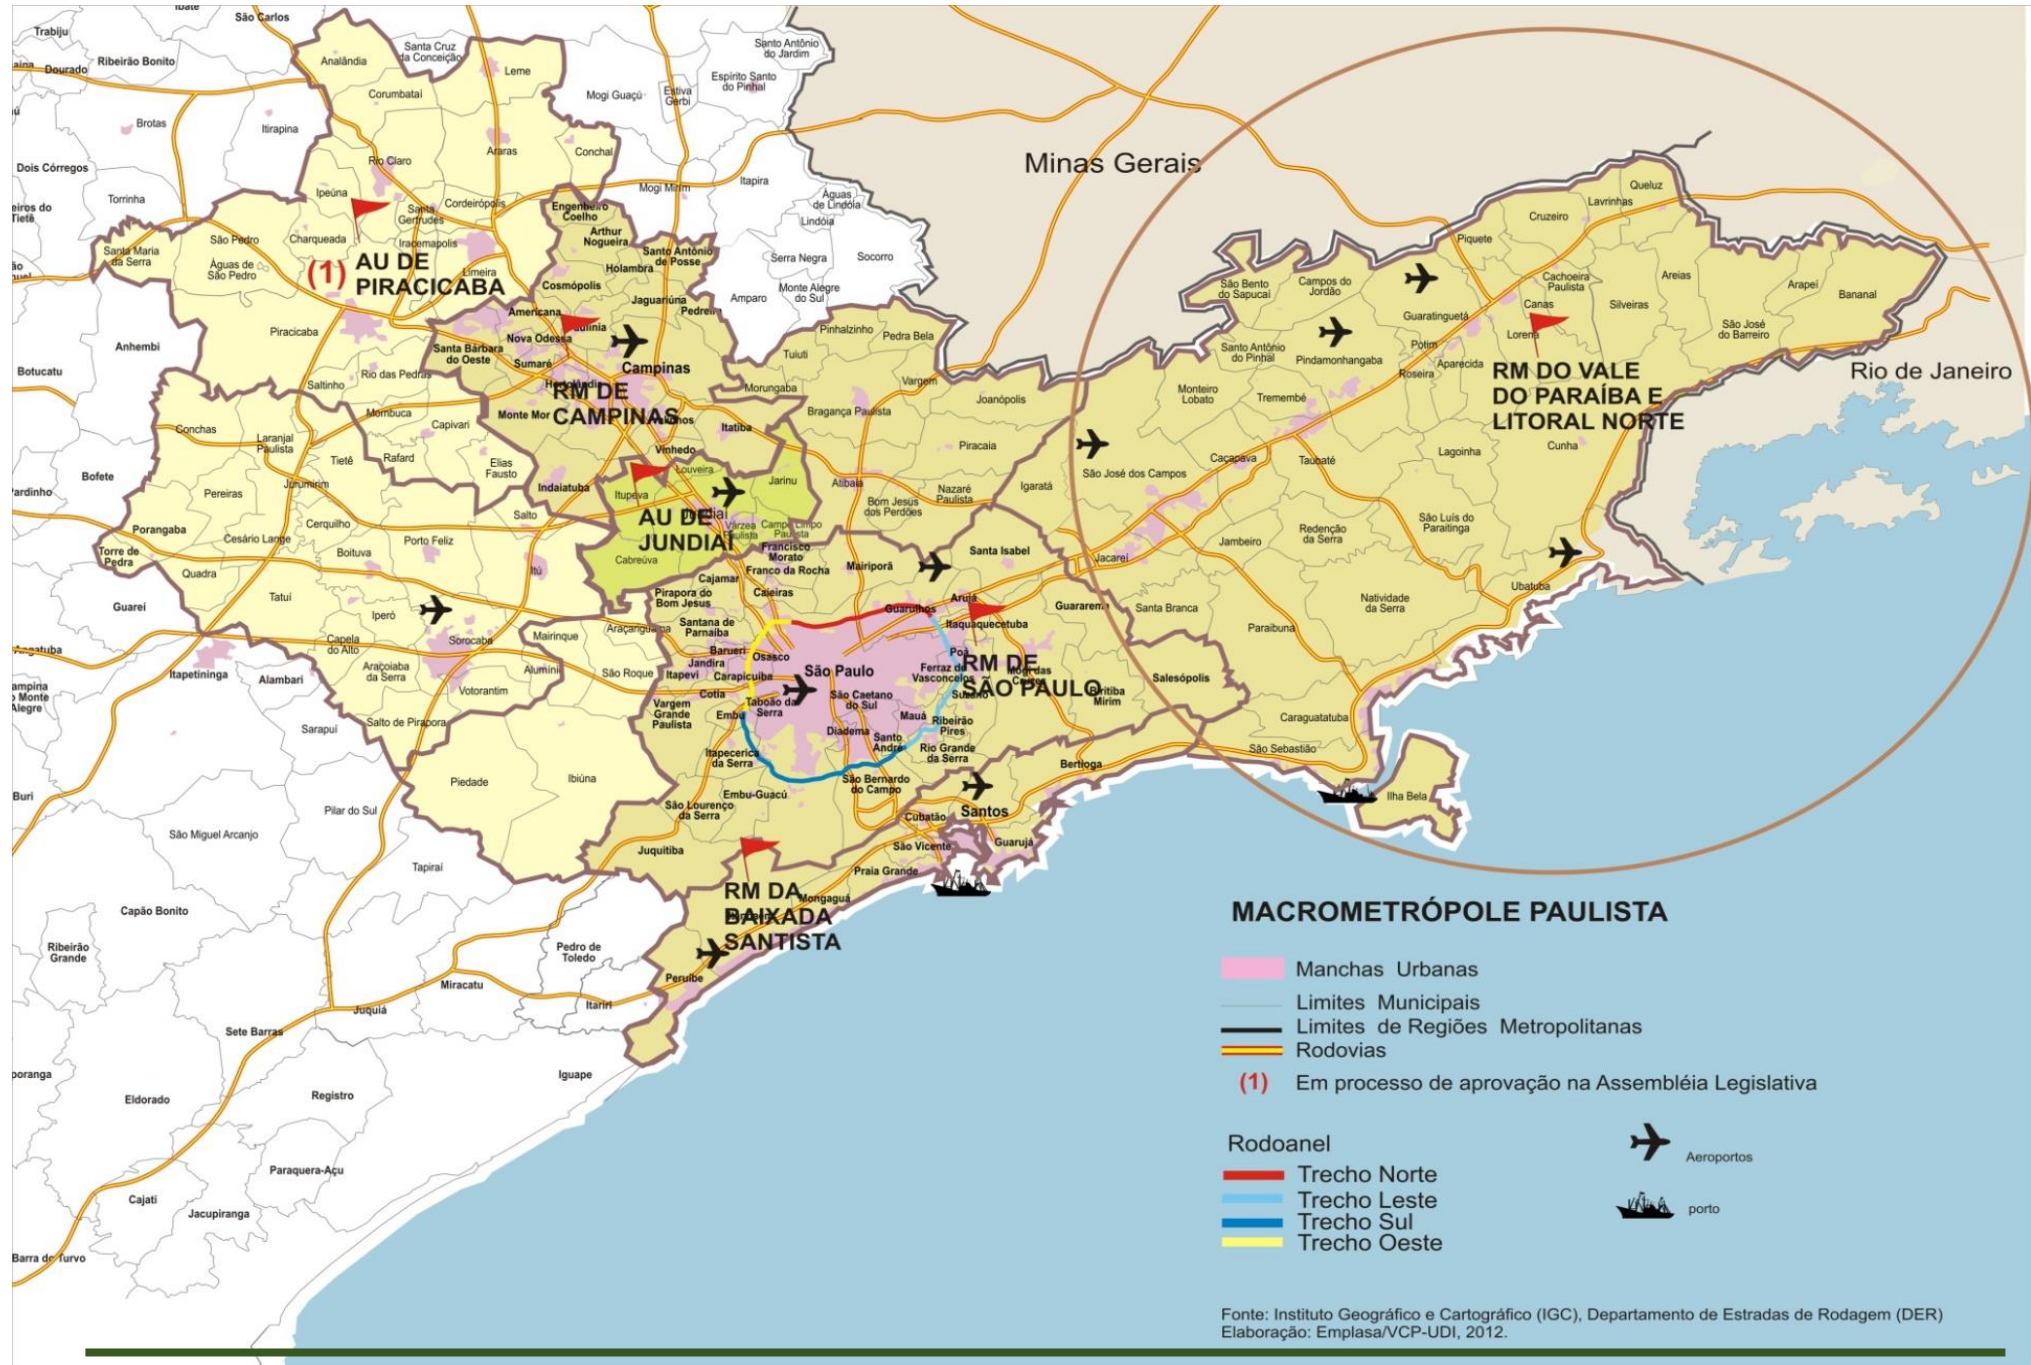 Ibaté
São Carlos
Trabiju
Ribeirão Bonito
Dourado
Analândia
Santa Cruz
da Conceição
Leme
Santo Antônio
do Jardim
Corumbataí
Mogi Guaçú
Estiva
Gerbi
Espírito Santo
do Pinhal
Brotas
Itirapina
Dois Córregos
Rio Claro
Araras
Conchal
Minas Gerais
Torrinha
Ipeúna
Mogi Mirim
Itapira
Águas
de Lindóia
Lindóia
Santa
Gertrudes
Cordeirópolis
Engenheiro
Coelho
Arthur
Nogueira
Queluz
Lavrinhas
Cruzeiro
Piquete
Santa Maria
da Serra
São Pedro
Charqueada
Iracemapolis
Santo Antônio
de Posse
Holambra
Serra Negra
Socorro
Águas de
São Pedro
(1)
AU DE
PIRACICABA
Limeira
Cosmópolis
Jaguariúna
Pedreira
Monte Alegre
do Sul
Amparo
São Bento
do Sapucaí
Campos do
Jordão
Cachoeira
Paulista
Areias
Arapeí
Bananal
Canas
Silveiras
Guaratinguetá
Lorena
São José
do Barreiro
Piracicaba
Americana
Paulínia
Nova Odessa
Santa Bárbara
do Oeste
Sumaré
Campinas
Pinhalzinho
Pedra Bela
Tuiuti
Anhembi
Santo Antônio
do Pinhal
Pindamonhangaba
Potim
Aparecida
Roseira
RM DO VALE
DO PARAÍBA E
LITORAL NORTE
Rio de Janeiro
Botucatu
Saltinho
Rio das Pedras
Hortolândia
RM DE
CAMPINAS
Morungaba
Vargem
Joanópolis
Monteiro
Lobato
Tremembé
Mombuca
Capivari
Monte Mor
Itatiba
Bragança Paulista
Conchas
Laranjal
Paulista
Tietê
Rafard
Elias
Fausto
Vinhedo
Piracaia
Cunha
Lagoinha
Taubaté
Caçapava
São José dos Campos
Bofete
Pardinho
Pereiras
Jurumirim
Indaiatuba
Louveira
Itupeva
Jarinu
Atibaia
Nazaré
Paulista
Igaratá
Bom Jesus
dos Perdões
Porangaba
Cesário Lange
Cerquilho
Salto
Jundiaí
AU DE
JUNDIAÍ
Várzea
Paulista
Campo Limpo
Paulista
Redenção
da Serra
São Luís do
Paraitinga
Torre de
Pedra
Boituva
Porto Feliz
Itú
Cabreúva
Francisco
Morato
Franco da Rocha
Mairiporã
Santa Isabel
Jacareí
Jambeiro
Quadra
Tatuí
Cajamar
Caieiras
Pirapora do
Bom Jesus
Guarulhos
Arujá
Guararema
Santa Branca
Natividade
da Serra
Ubatuba
Guareí
Iperó
Sorocaba
Mairinque
Araçariguama
Santana de
Parnaíba
Itaquaquecetuba
Paraibuna
Angatuba
Capela
do Alto
Alumínio
São Roque
Barueri
Jandira
Itapevi
Osasco
Carapicuiba
São Paulo
Poá
Ferraz de
Vasconcelos
RM DE
SÃO PAULO
Mogi das
Cruzes
Salesópolis
Biritiba
Mirim
Suzano
Itapetininga
Alambari
Araçoiaba
da Serra
Votorantim
Cotia
Vargem
Grande
Paulista
Embu
Taboão da
Serra
São Caetano
do Sul
Mauá
Ribeirão
Pires
Diadema
Santo
André
Rio Grande
da Serra
Campina
do Monte
Alegre
Sarapuí
Salto de Pirapora
Itapecerica
da Serra
Caraguatatuba
São Sebastião
Bertioga
Piedade
Ibiúna
São Bernardo
do Campo
Embu-Guacú
São Lourenço
da Serra
Ilha Bela
Buri
Pilar do Sul
São Miguel Arcanjo
Cubatão
Santos
Guarujá
São Vicente
Juquitiba
Tapiraí
Praia Grande
RM DA
BAIXADA
SANTISTA
Mongaguá
Capão Bonito
Ribeirão
Grande
Pedro de
Toledo
Peruíbe
Miracatu
Itariri
Juquiá
Sete Barras
Iguape
Eldorado
Registro
Paraquera-Açu
Cajati
Jacupiranga
Barra do Turvo
MACROMETRÓPOLE PAULISTA
Manchas Urbanas
Limites Municipais
Limites de Regiões Metropolitanas
Rodovias
(1) Em processo de aprovação na Assembléia Legislativa
Rodoanel
Trecho Norte
Trecho Leste
Trecho Sul
Trecho Oeste
Aeroportos
porto
Fonte: Instituto Geográfico e Cartográfico (IGC), Departamento de Estradas de Rodagem (DER)
Elaboração: Emplasa/VCP-UDI, 2012.